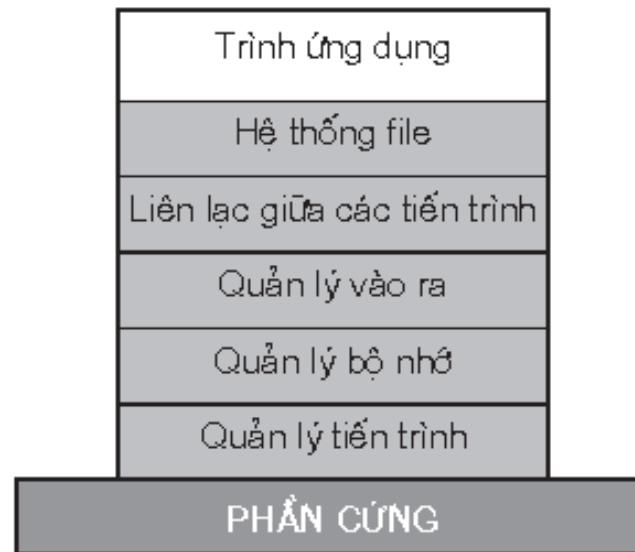 Trình ứng dụng
Hệ thống file
Liên lạc giữa các tiến trình
Quản lý vào ra
Quản lý bộ nhớ
Quản lý tiến trình
PHẦN CỨNG